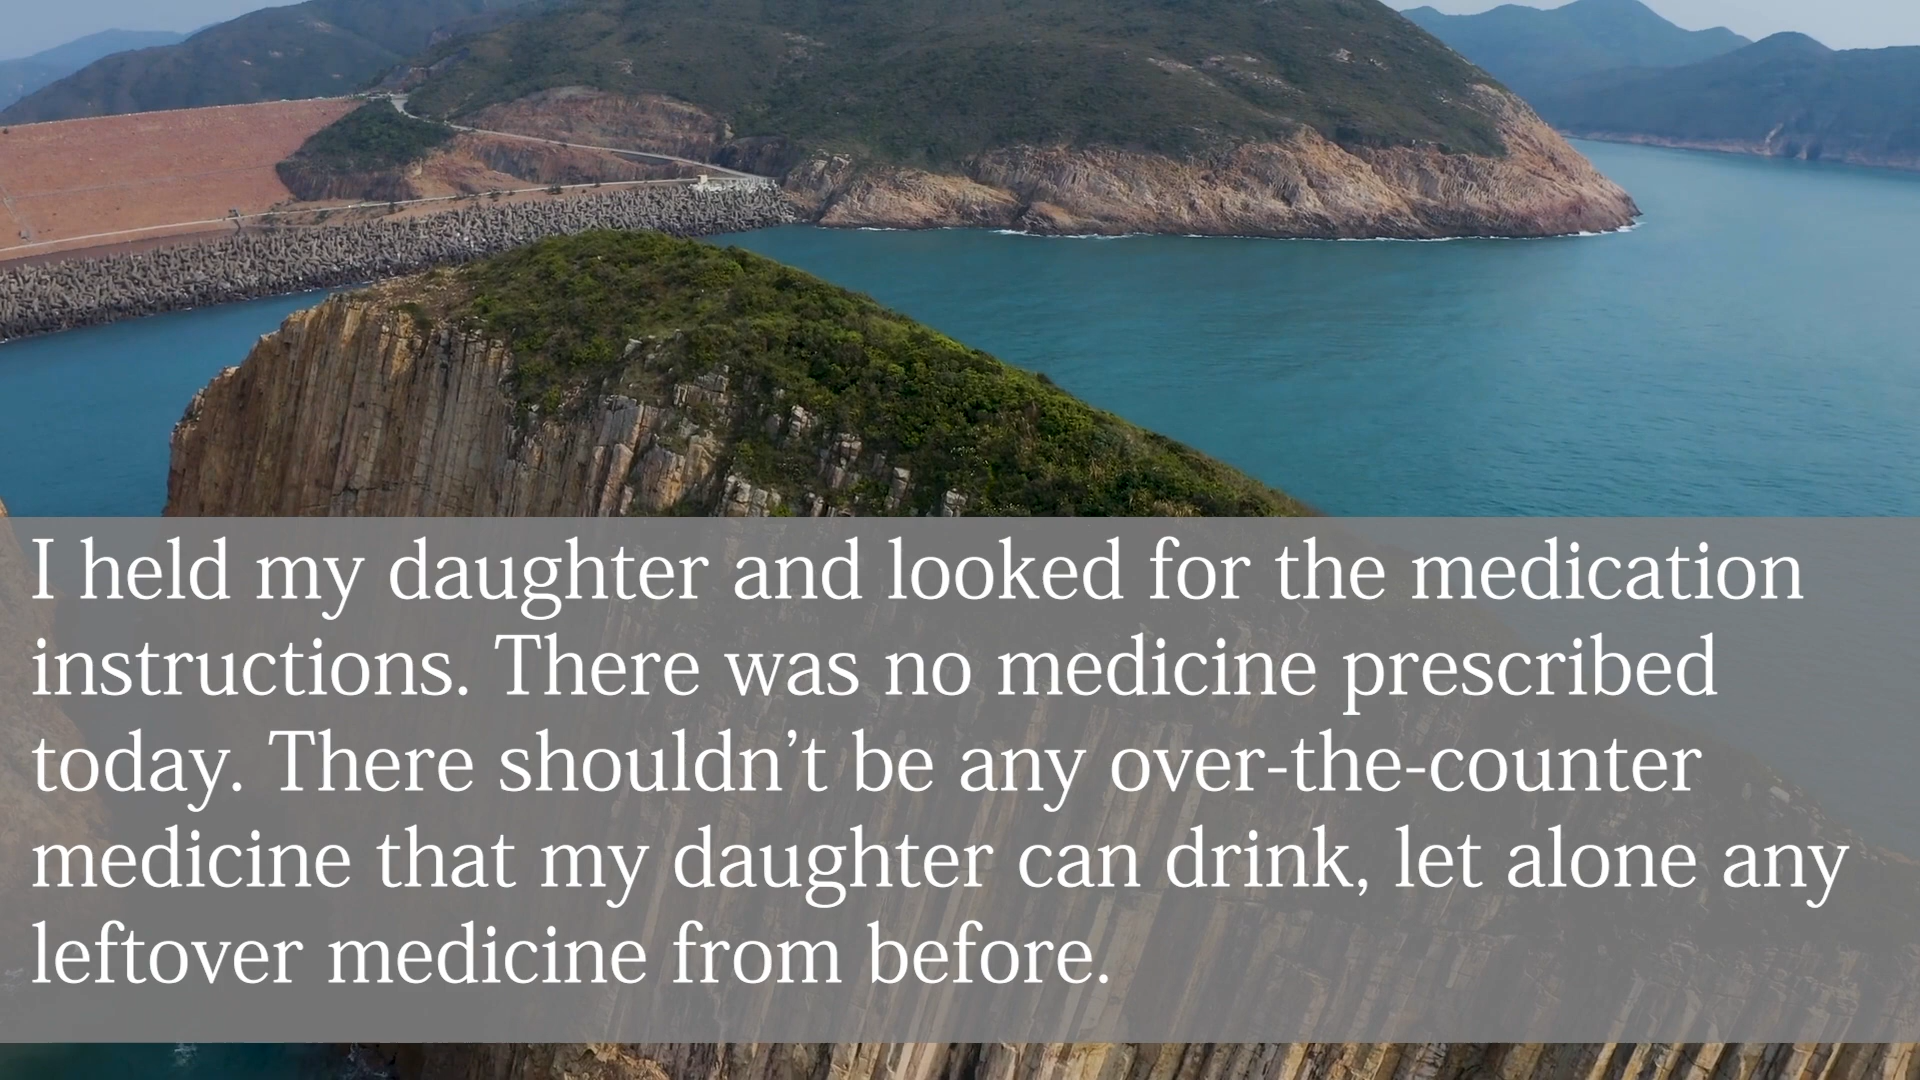 I held my daughter and looked for the medication
instructions. There was no medicine prescribed
today. There shouldn’t be any over-the-counter
medicine that my daughter can drink, let alone any
leftover medicine from before.